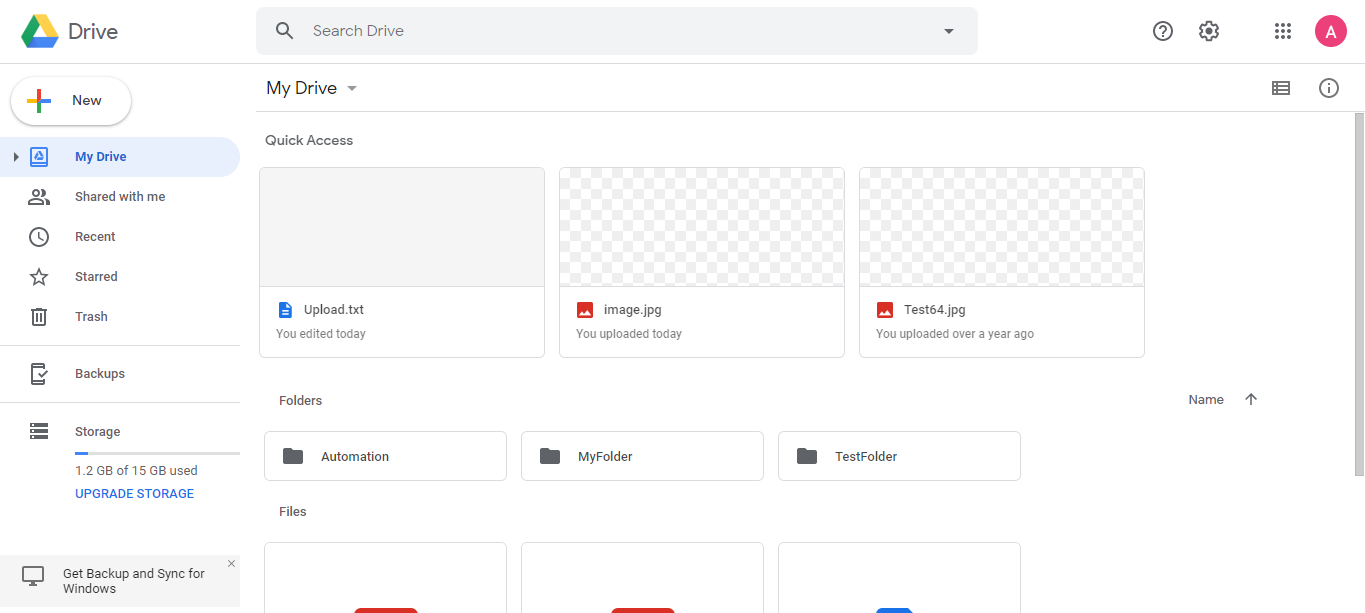 Drive
Search Drive
A
New
My Drive
My Drive
Shared with me
Recent
Starred
Trash
Backups
Storage
1.2 GB of 15 GB used
UPGRADE STORAGE
Get Backup and Sync for
Windows
Quick Access
Upload.txt
You edited today
image.jpg
You uploaded today
Test64.jpg
You uploaded over a year ago
Folders
Name
Automation
MyFolder
TestFolder
Files